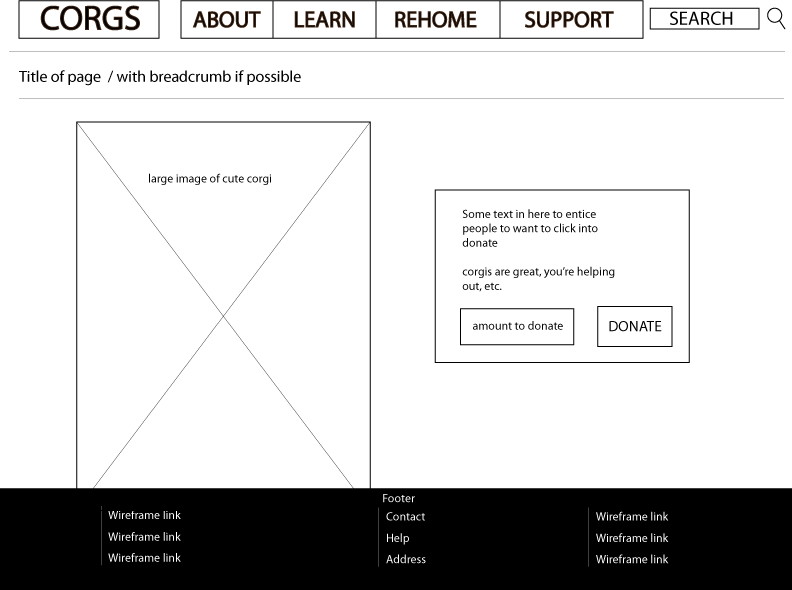 CORGS
ABOUT
LEARN
REHOME
SUPPORT
SEARCH
Title of page / with breadcrumb if possible
large image of cute corgi
Some text in here to entice
people to want to click into
donate
corgis are great, you're helping
out, etc.
amount to donate
DONATE
Footer
Wireframe link
Wireframe link
Wireframe link
Contact
Help
Address
Wireframe link
Wireframe link
Wireframe link